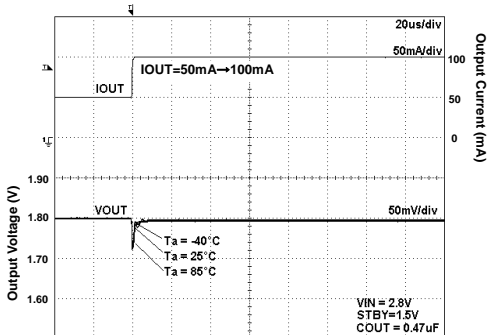 20us/div
50mA/div
IOUT=50mA→100mA
IOUT
100
50
0
Output Current (mA)
1.90
1.80
1.70
1.60
Output Voltage (V)
VOUT
50mV/div
Ta = -40°C
Ta = 25°C
Ta = 85°C
VIN = 2.8V
STBY=1.5V
COUT = 0.47uF